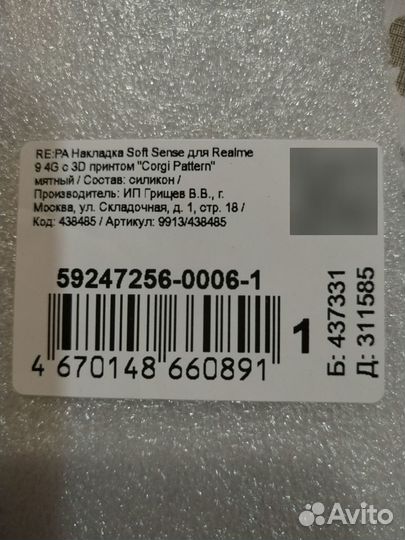 RE:PA Накладка Soft Sense для Realme
9 4G с 3D принтом "Corgi Pattern"
мятный / Состав: силикон /
Производитель: ИП Грищев В.В., г.
Москва, ул. Складочная, д. 1, стр. 18 /
Код: 438485 / Артикул: 9913/438485
59247256-0006-1
4 670148 660891
1
Б: 437331
Д: 311585
Avito